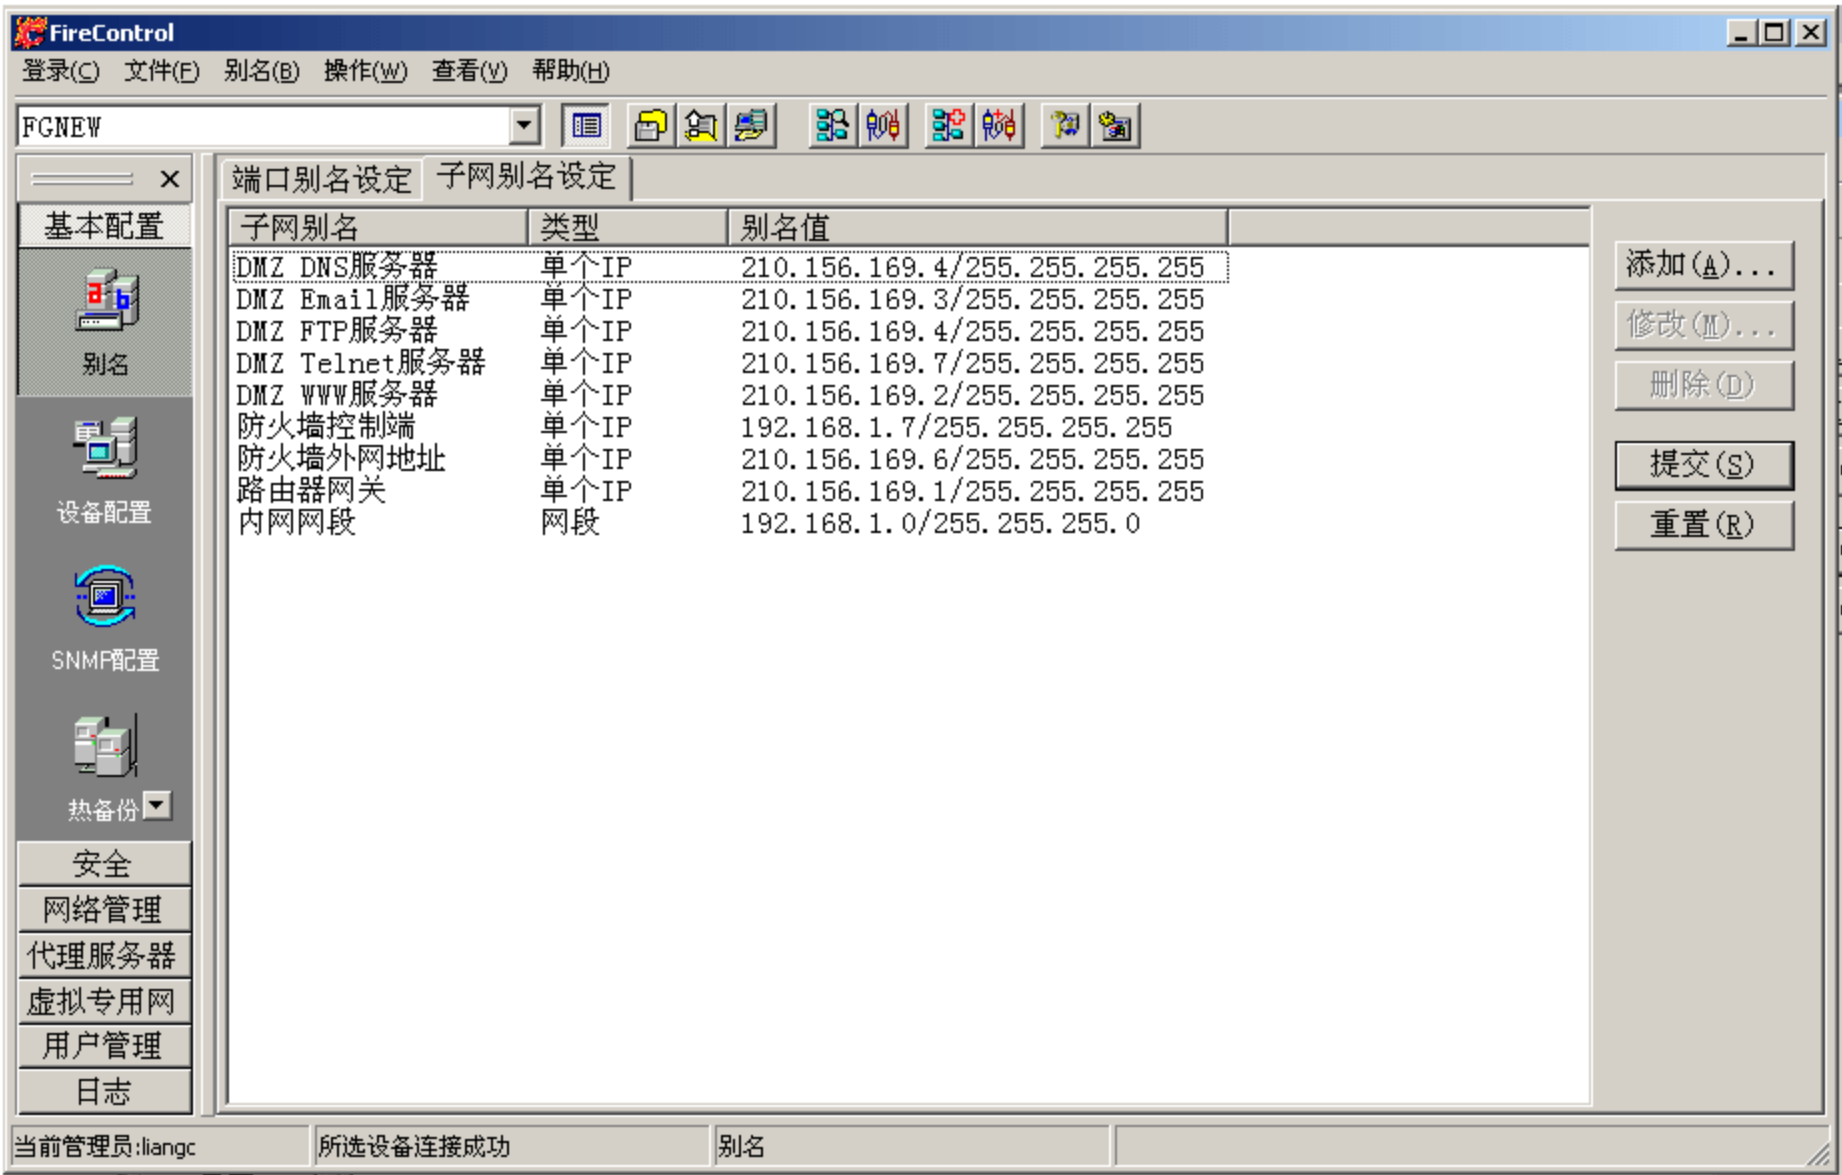 FireControl
登录(C) 文件(F) 别名(B) 操作(W) 查看(V) 帮助(H)
FGNEW
端口别名设定 子网别名设定
基本配置
别名
设备配置
SNMP配置
热备份
安全
网络管理
代理服务器
虚拟专用网
用户管理
日志
子网别名 类型 别名值
DMZ DNS服务器 单个IP 210.156.169.4/255.255.255.255
DMZ Email服务器 单个IP 210.156.169.3/255.255.255.255
DMZ FTP服务器 单个IP 210.156.169.4/255.255.255.255
DMZ Telnet服务器 单个IP 210.156.169.7/255.255.255.255
DMZ WWW服务器 单个IP 210.156.169.2/255.255.255.255
防火墙控制端 单个IP 192.168.1.7/255.255.255.255
防火墙外网地址 单个IP 210.156.169.6/255.255.255.255
路由器网关 单个IP 210.156.169.1/255.255.255.255
内网网段 网段 192.168.1.0/255.255.255.0
添加(A)...
修改(M)...
删除(D)
提交(S)
重置(R)
当前管理员:liangc 所选设备连接成功 别名